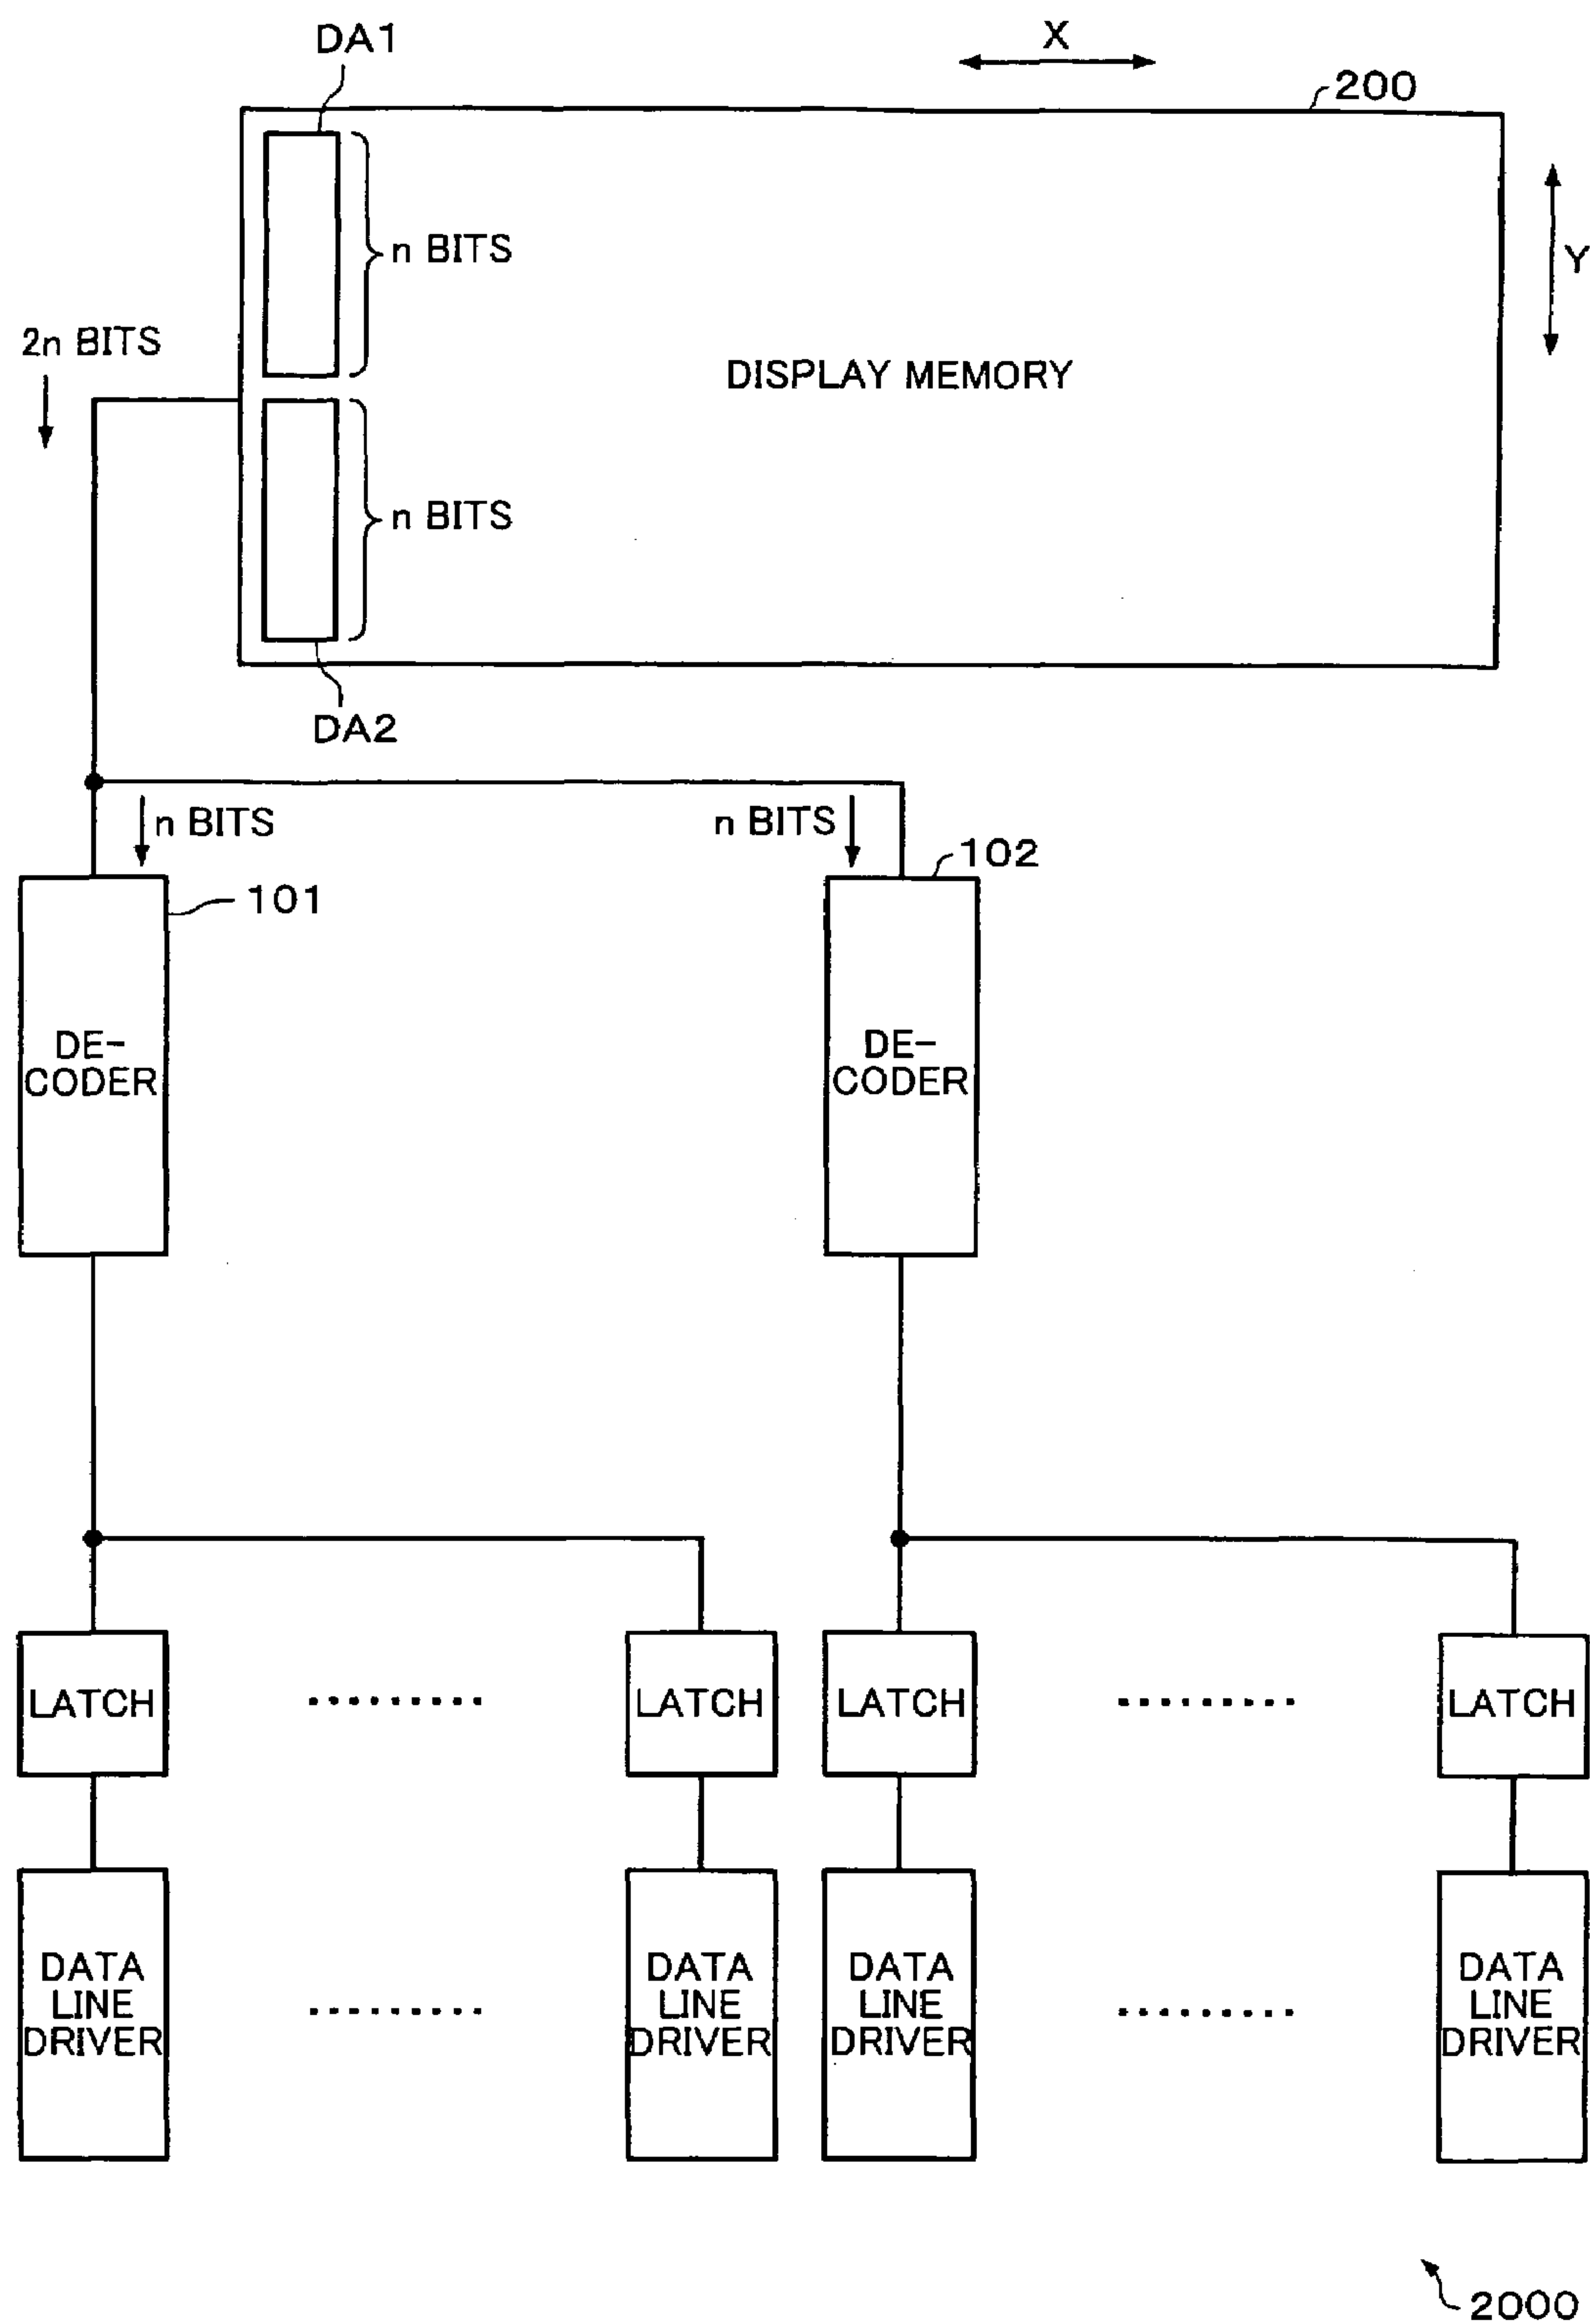 DA1
X
200
n BITS
Y
2n BITS
DISPLAY MEMORY
n BITS
DA2
n BITS
n BITS
102
101
DE-
CODER
DE-
CODER
LATCH
LATCH
LATCH
LATCH
DATA
LINE
DRIVER
DATA
LINE
DRIVER
DATA
LINE
DRIVER
DATA
LINE
DRIVER
2000